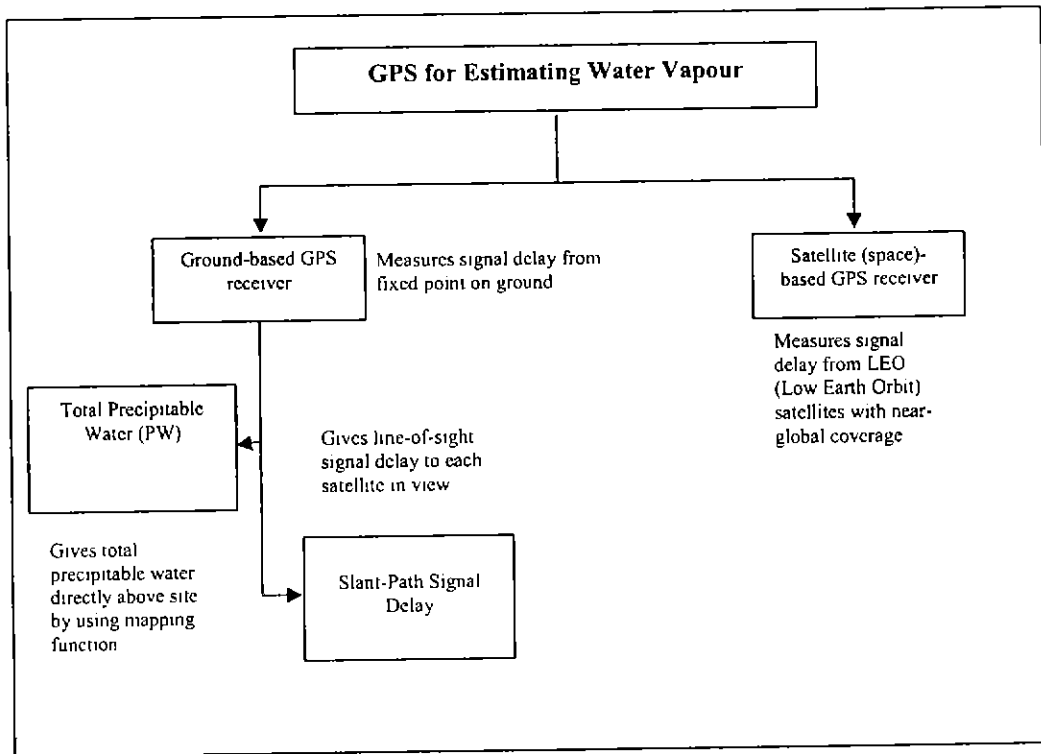 GPS for Estimating Water Vapour
Ground-based GPS
receiver
Measures signal delay from
fixed point on ground
Satellite (space)-
based GPS receiver
Measures signal
delay from LEO
(Low Earth Orbit)
satellites with near-
global coverage
Total Precipitable
Water (PW)
Gives line-of-sight
signal delay to each
satellite in view
Gives total
precipitable water
directly above site
by using mapping
function
Slant-Path Signal
Delay